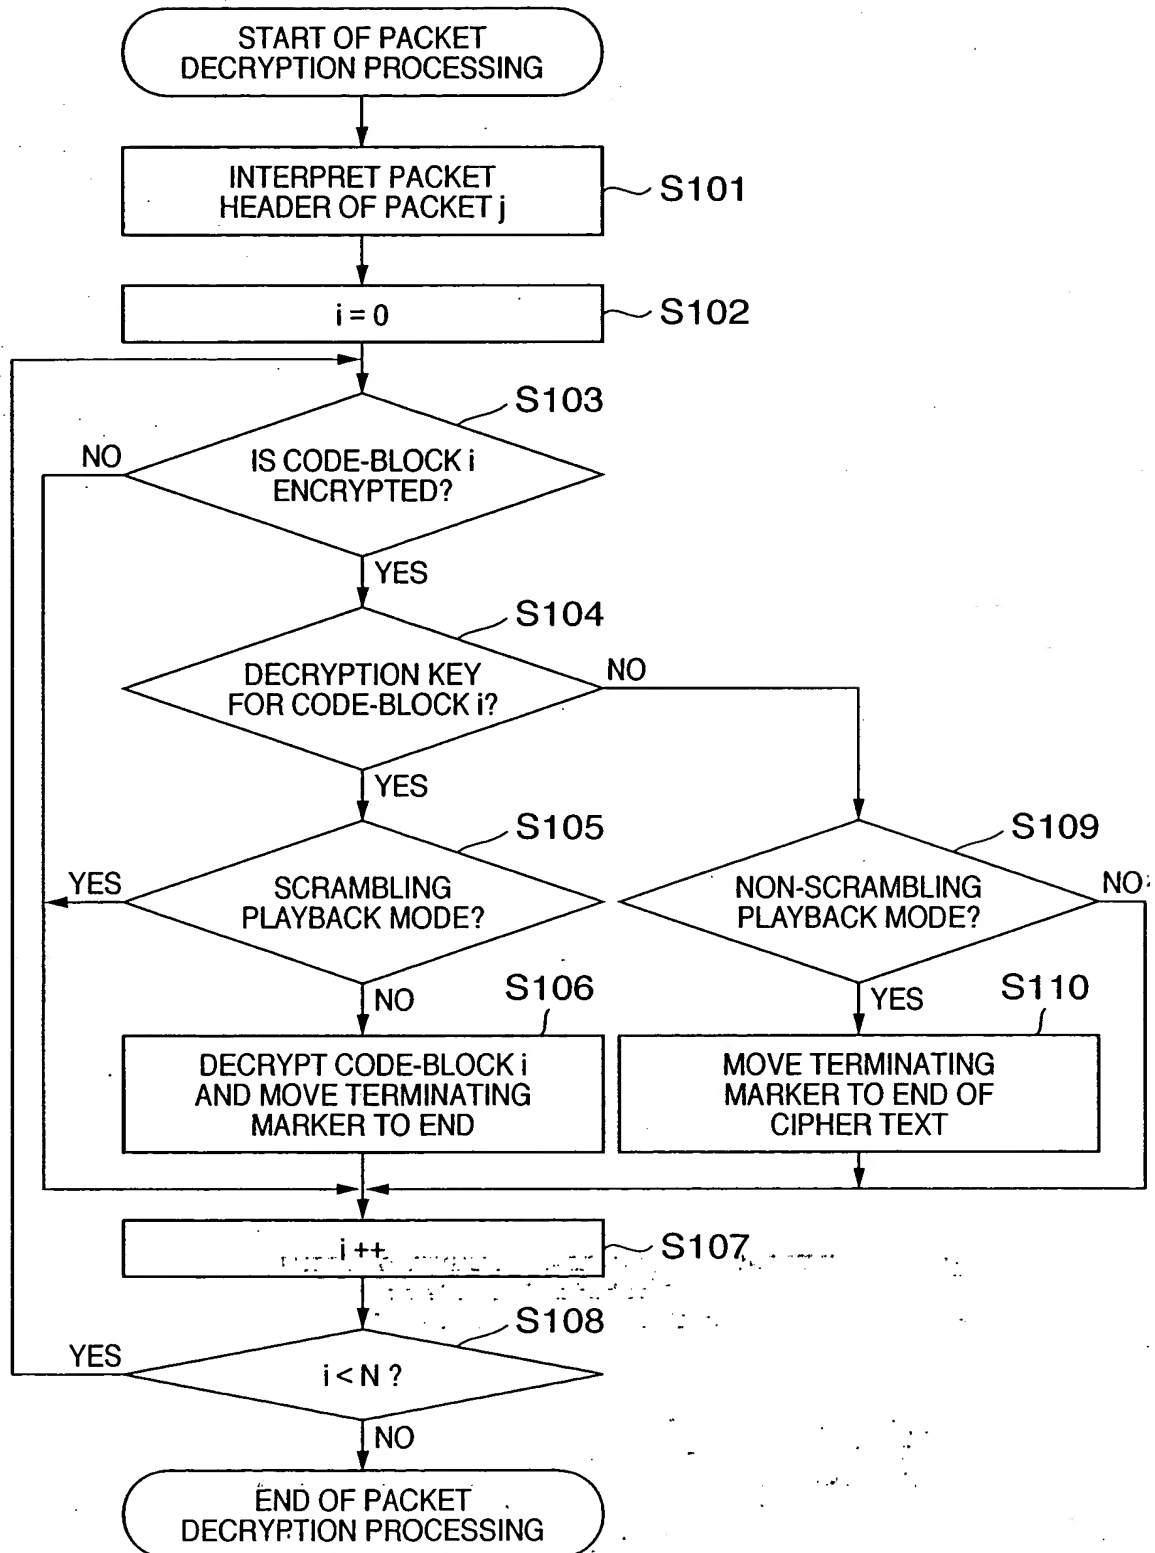 START OF PACKET
DECRYPTION PROCESSING
INTERPRET PACKET
HEADER OF PACKET j
S101
i = 0
S102
S103
NO
IS CODE-BLOCK i
ENCRYPTED?
YES
S104
DECRYPTION KEY
FOR CODE-BLOCK i?
NO
YES
S105
S109
YES
SCRAMBLING
PLAYBACK MODE?
NON-SCRAMBLING
PLAYBACK MODE?
NO
NO
S106
YES
S110
DECRYPT CODE-BLOCK i
AND MOVE TERMINATING
MARKER TO END
MOVE TERMINATING
MARKER TO END OF
CIPHER TEXT
i ++
S107
S108
YES
i < N ?
NO
END OF PACKET
DECRYPTION PROCESSING